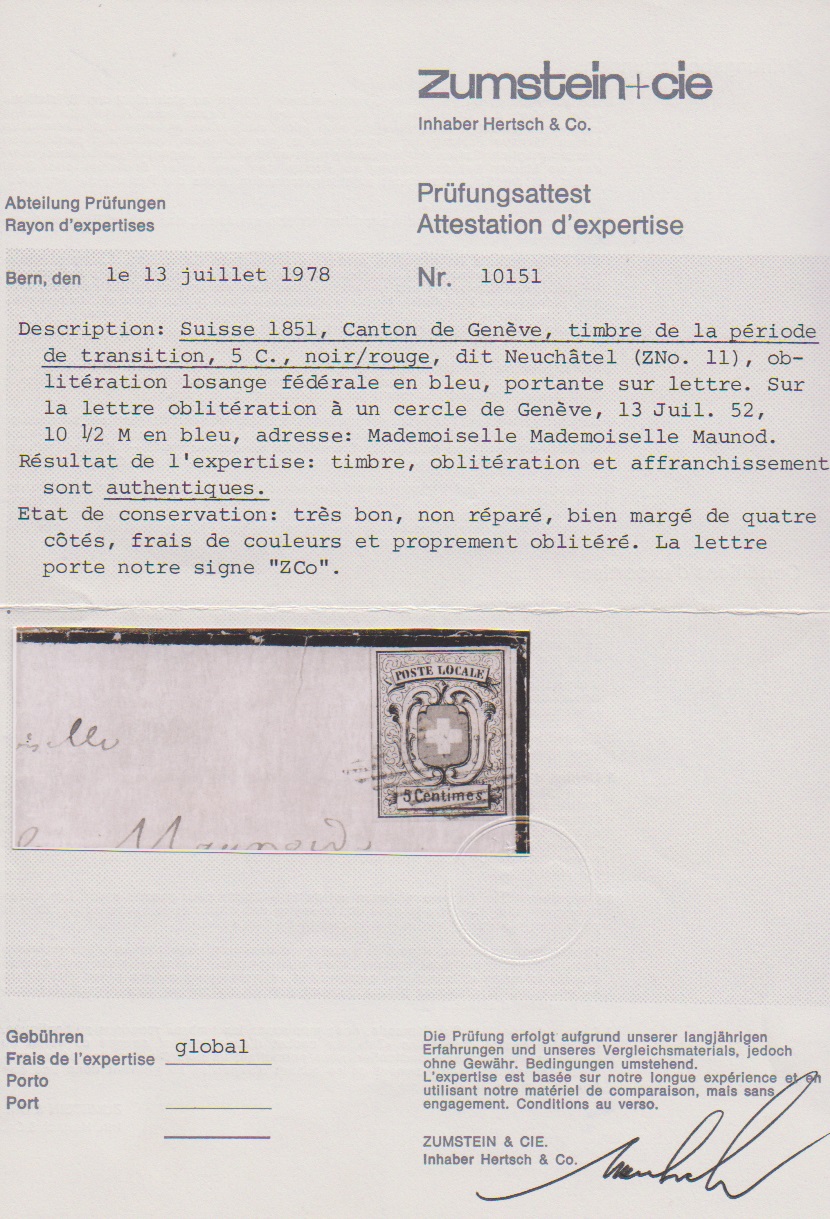 zumstein+cie
Inhaber Hertsch & Co.
Abteilung Prüfungen
Rayon d'expertises
Prüfungsattest
Attestation d'expertise
Bern, den le 13 juillet 1978
Nr. 10151
Description: Suisse 1851, Canton de Genève, timbre de la période
de transition, 5 C., noir/rouge, dit Neuchâtel (ZNo. 11), ob-
litération losange fédérale en bleu, portante sur lettre. Sur
la lettre oblitération à un cercle de Genève, 13 Juil. 52,
10 1/2 M en bleu, adresse: Mademoiselle Mademoiselle Maunod.
Résultat de l'expertise: timbre, oblitération et affranchissement
sont authentiques.
Etat de conservation: très bon, non réparé, bien margé de quatre
côtés, frais de couleurs et proprement oblitéré. La lettre
porte notre signe "ZCo".
POSTE LOCALE
5 Centimes
Gebühren
Frais de l'expertise global
Porto
Port
Die Prüfung erfolgt aufgrund unserer langjährigen
Erfahrungen und unseres Vergleichsmaterials, jedoch
ohne Gewähr. Bedingungen umstehend.
L'expertise est basée sur notre longue expérience et en
utilisant notre matériel de comparaison, mais sans
engagement. Conditions au verso.
ZUMSTEIN & CIE.
Inhaber Hertsch & Co.